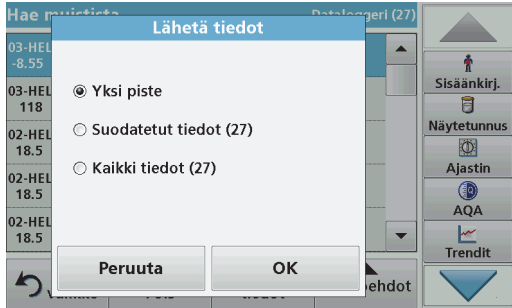 Hae muistista
Dataloggeri (27)
Lähetä tiedot
03-HEL
-8.55
03-HEL
118
02-HEL
18.5
02-HEL
18.5
02-HEL
18.5
Yksi piste
Suodatetut tiedot (27)
Kaikki tiedot (27)
Peruuta
OK
Sisäänkirj.
Näytetunnus
Ajastin
AQA
Trendit